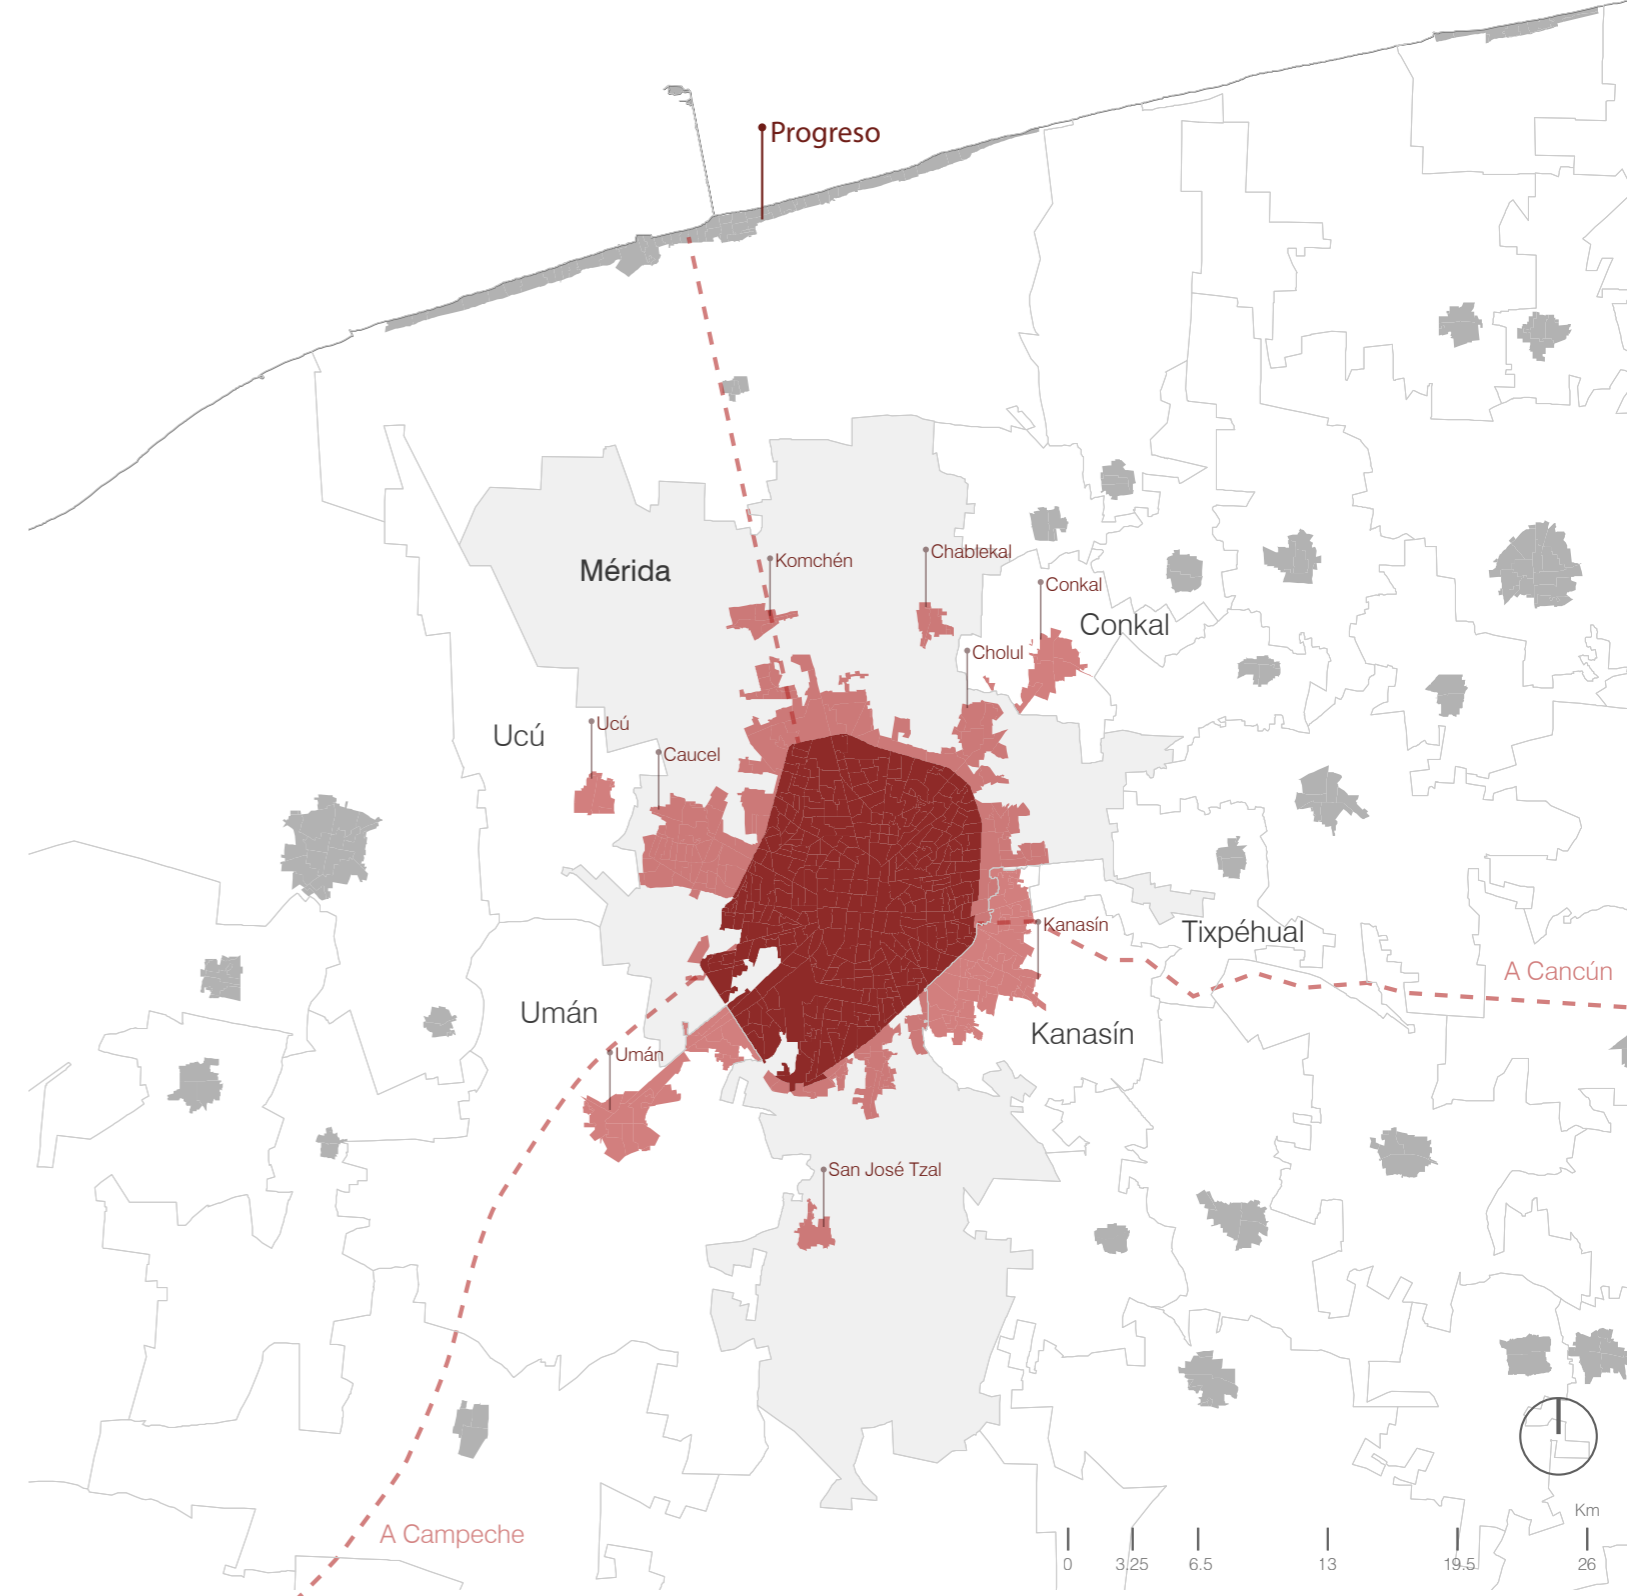 Progreso
Mérida
Komchén
Chablekal
Conkal
Conkal
Cholul
Ucú
Ucú
Caucel
Kanasín
Tixpéhual
A Cancún
Umán
Kanasín
Umán
San José Tzal
A Campeche
Km
0 3.25 6.5 13 19.5 26